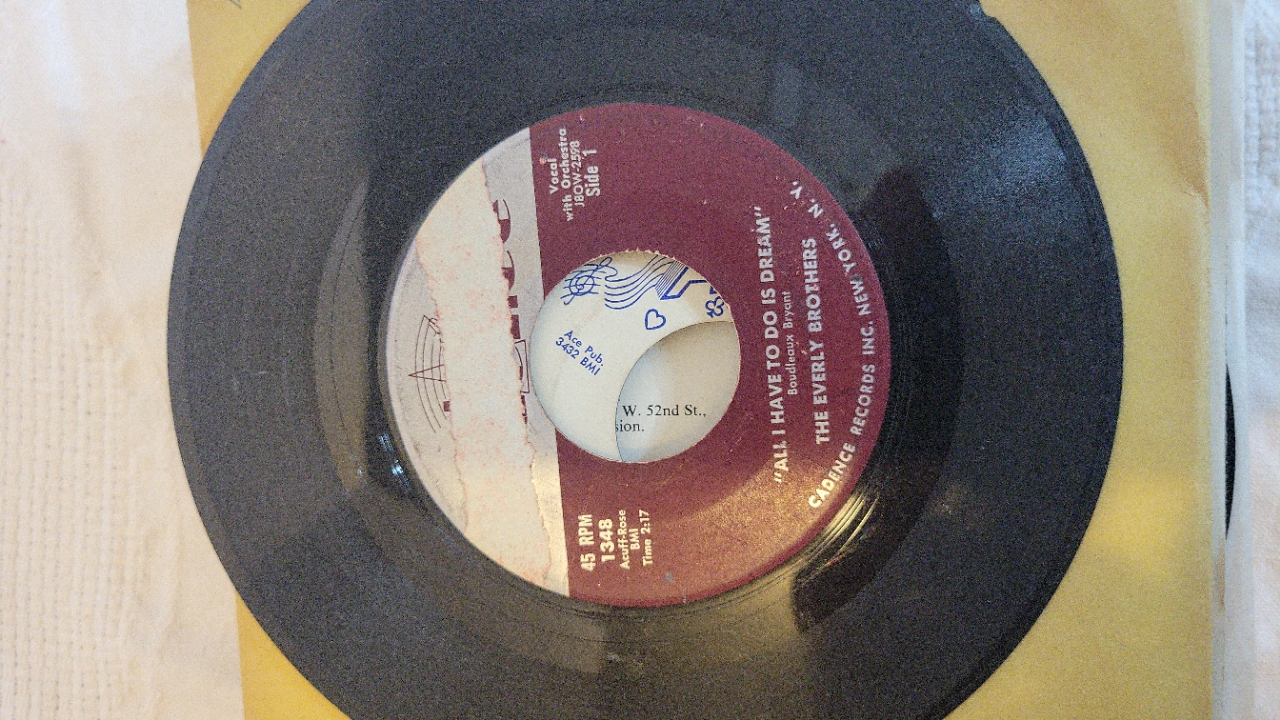 Vocal
with Orchestra
J8OW-2598
Side 1
45 RPM
1348
Acuff-Rose
BMI
Time 2:17
"ALL I HAVE TO DO IS DREAM"
Boudleaux Bryant
THE EVERLY BROTHERS
CADENCE RECORDS INC. NEW YORK, N. Y.
Ace Pub.
3432 BMI
W. 52nd St.,